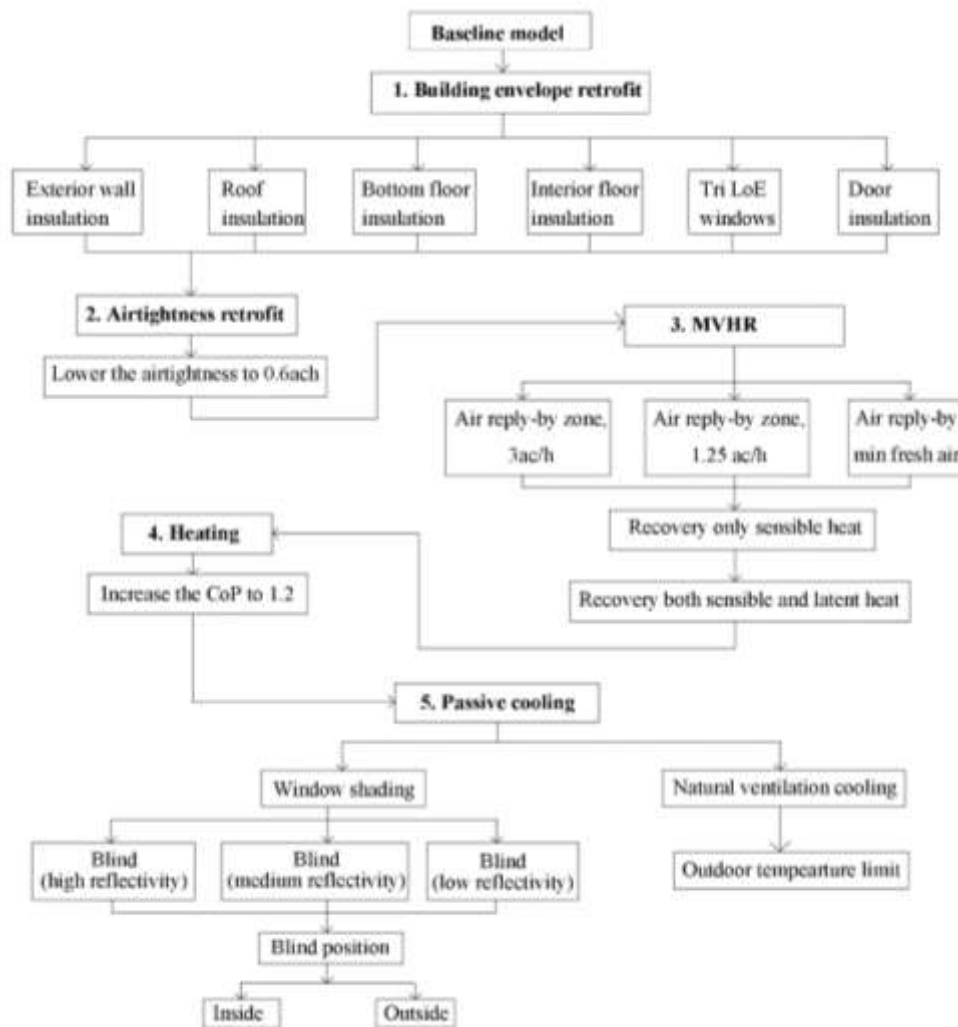 Baseline model
1. Building envelope retrofit
Exterior wall
insulation
Roof
insulation
Bottom floor
insulation
Interior floor
insulation
Tri LoE
windows
Door
insulation
2. Airtightness retrofit
Lower the airtightness to 0.6ach
3. MVHR
Air reply-by zone,
3ac/h
Air reply-by zone,
1.25 ac/h
Air reply-by
min fresh air
Recovery only sensible heat
Recovery both sensible and latent heat
4. Heating
Increase the CoP to 1.2
5. Passive cooling
Window shading
Natural ventilation cooling
Blind
(high reflectivity)
Blind
(medium reflectivity)
Blind
(low reflectivity)
Outdoor tempearture limit
Blind position
Inside
Outside